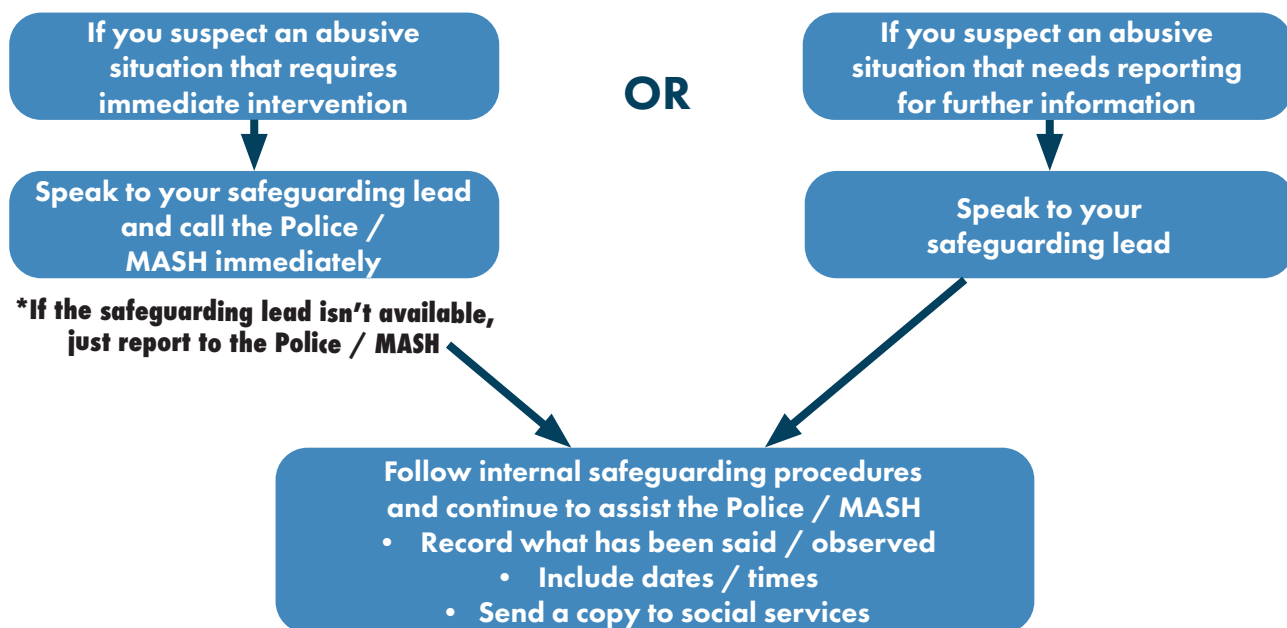 If you suspect an abusive
situation that requires
immediate intervention
OR
If you suspect an abusive
situation that needs reporting
for further information
Speak to your safeguarding lead
and call the Police /
MASH immediately
Speak to your
safeguarding lead
*If the safeguarding lead isn't available,
just report to the Police / MASH
Follow internal safeguarding procedures
and continue to assist the Police / MASH
• Record what has been said / observed
• Include dates / times
• Send a copy to social services